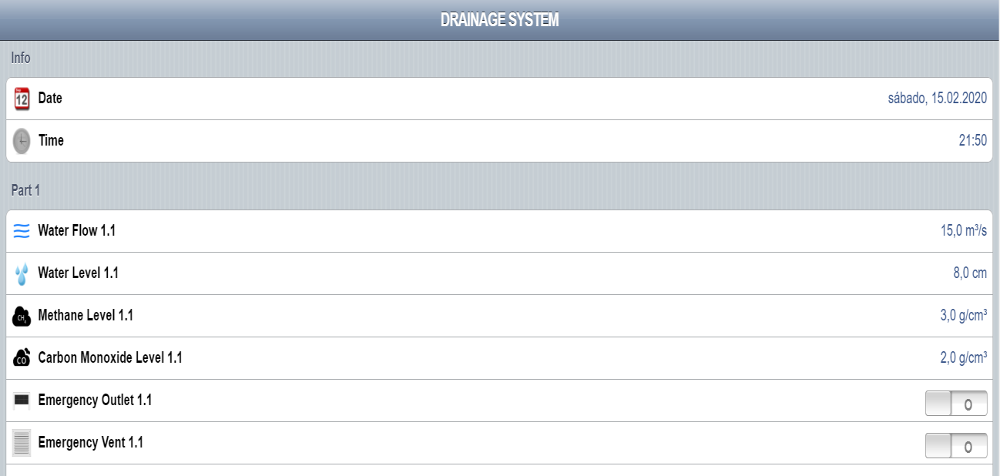 DRAINAGE SYSTEM
Info
12 Date sábado, 15.02.2020
Time 21:50
Part 1
Water Flow 1.1 15,0 m³/s
Water Level 1.1 8,0 cm
CH₄ Methane Level 1.1 3,0 g/cm³
CO Carbon Monoxide Level 1.1 2,0 g/cm³
Emergency Outlet 1.1 O
Emergency Vent 1.1 O